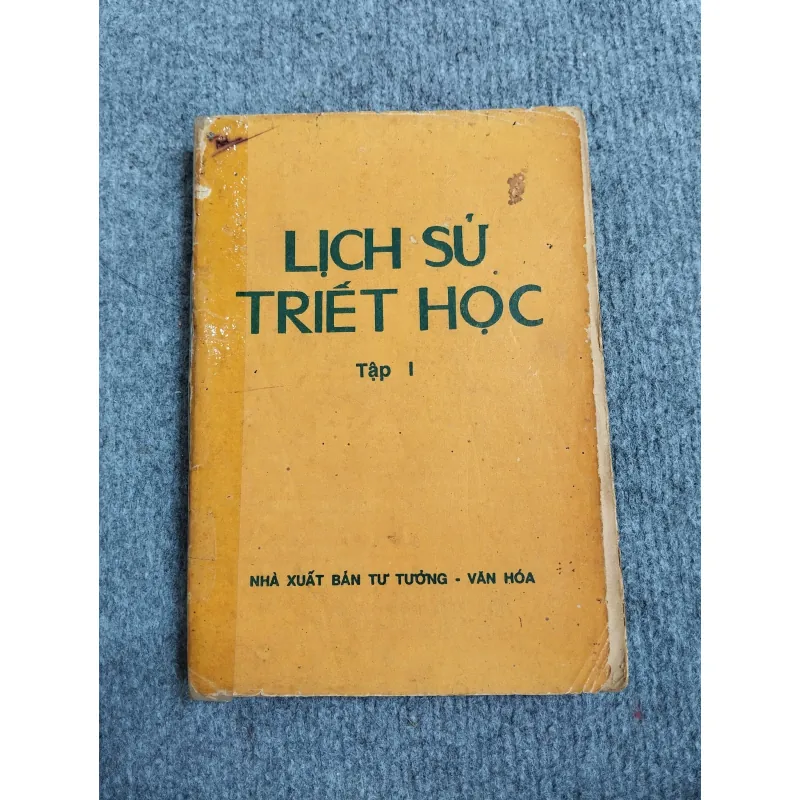 LỊCH SỬ
TRIẾT HỌC
Tập I
NHÀ XUẤT BẢN TƯ TƯỞNG - VĂN HÓA